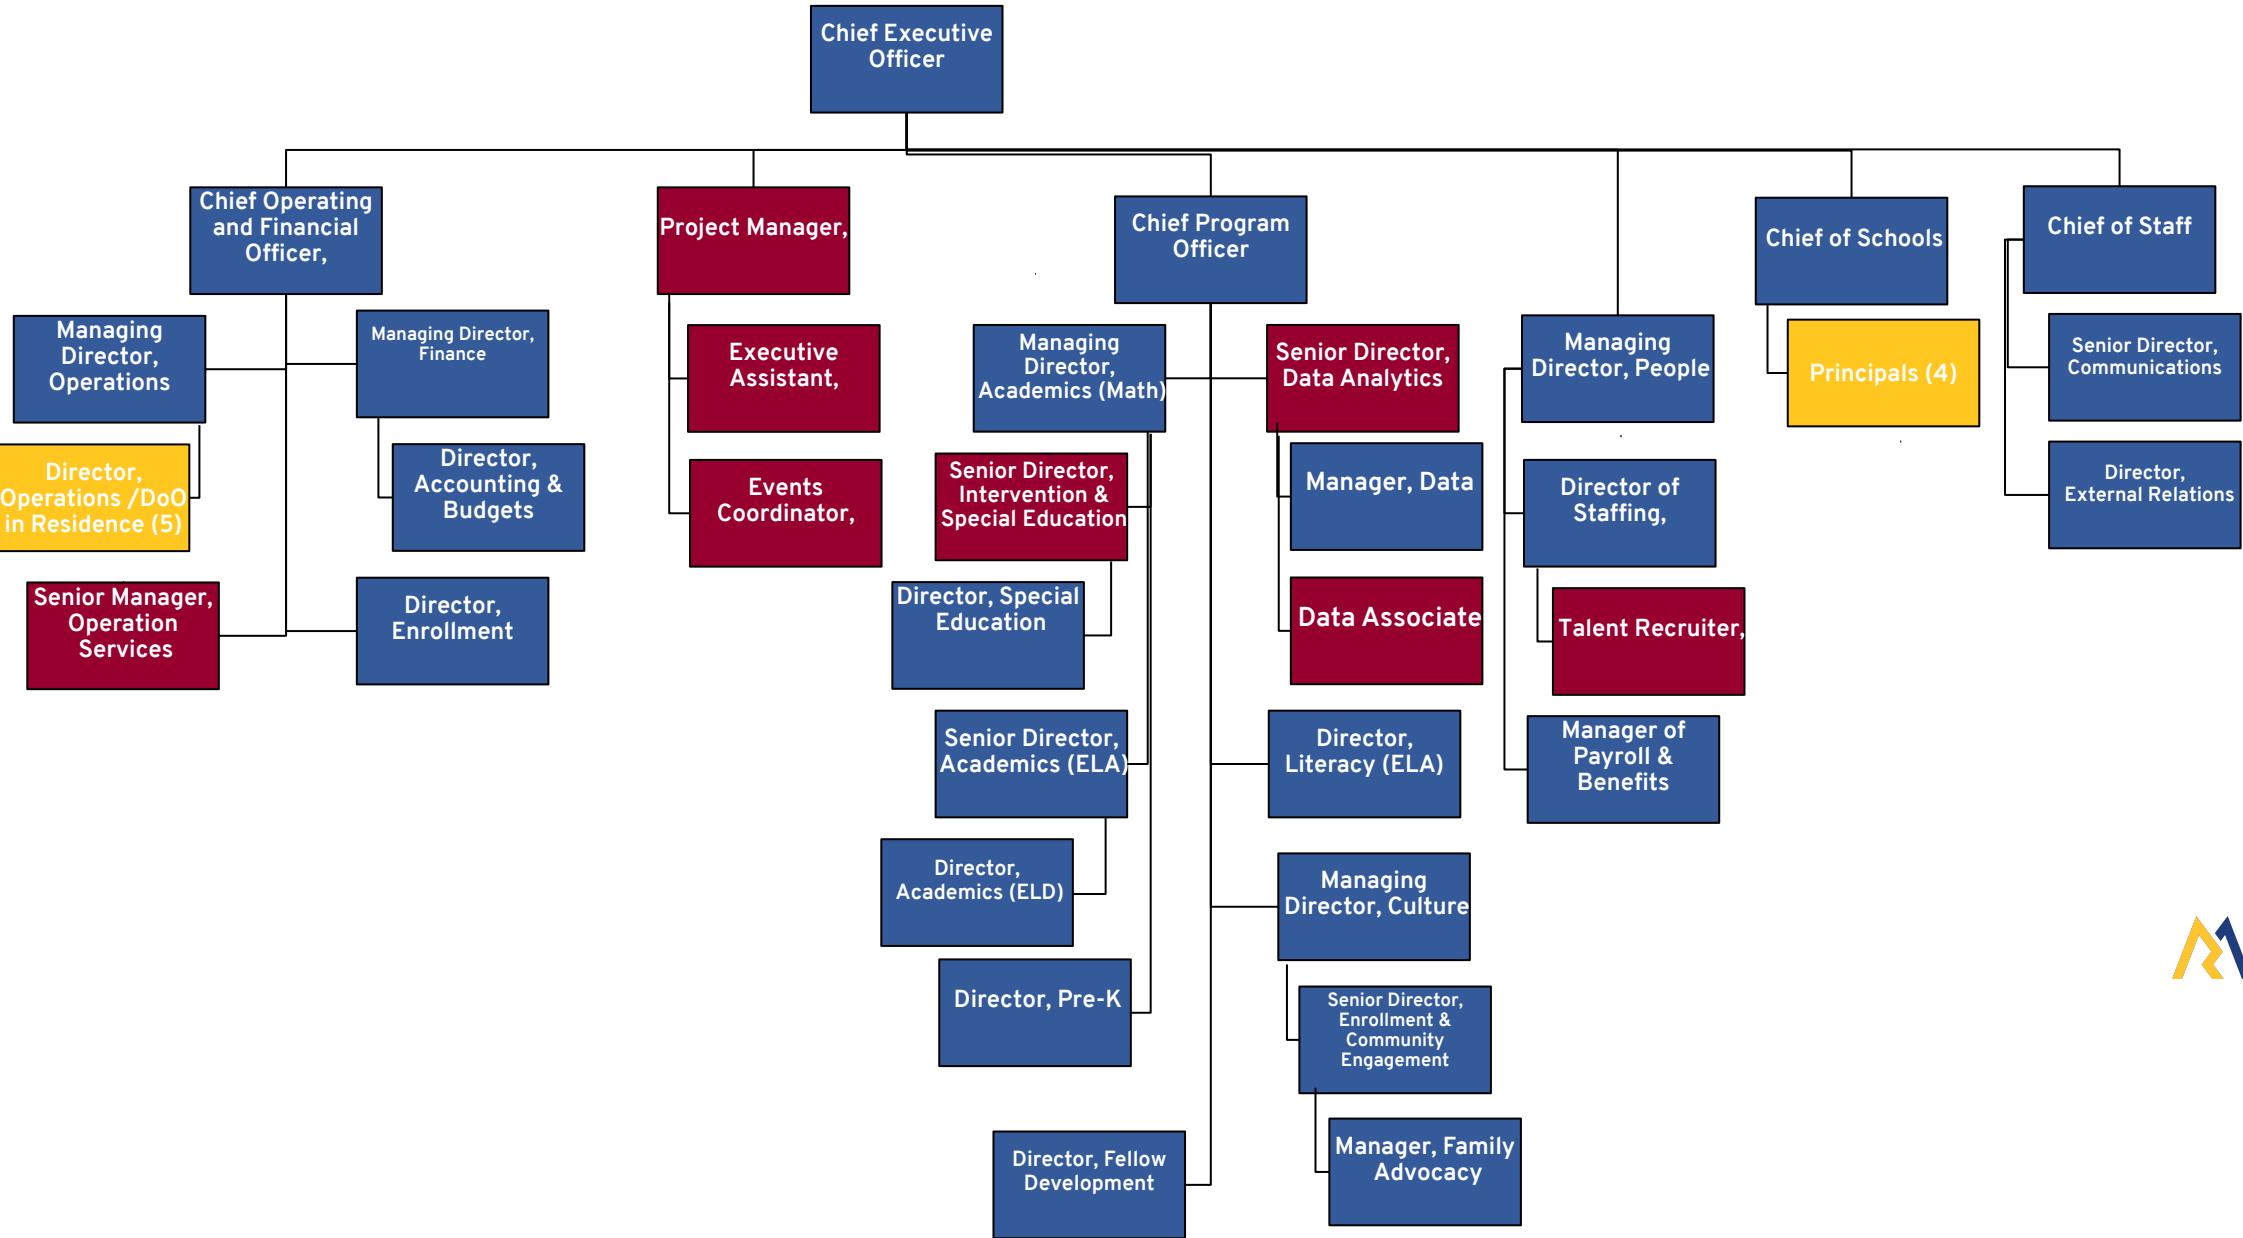 Chief Executive
Officer
Chief Operating
and Financial
Officer,
Project Manager,
Chief Program
Officer
Chief of Schools
Chief of Staff
Managing
Director,
Operations
Managing Director,
Finance
Director,
Operations /DoO
in Residence (5)
Director,
Accounting &
Budgets
Senior Manager,
Operation
Services
Director,
Enrollment
Executive
Assistant,
Events
Coordinator,
Managing
Director,
Academics (Math)
Senior Director,
Intervention &
Special Education
Director, Special
Education
Senior Director,
Academics (ELA)
Director,
Academics (ELD)
Director, Pre-K
Director, Fellow
Development
Senior Director,
Data Analytics
Manager, Data
Data Associate
Director,
Literacy (ELA)
Managing
Director, Culture
Senior Director,
Enrollment &
Community
Engagement
Manager, Family
Advocacy
Managing
Director, People
Director of
Staffing,
Talent Recruiter,
Manager of
Payroll &
Benefits
Principals (4)
Senior Director,
Communications
Director,
External Relations